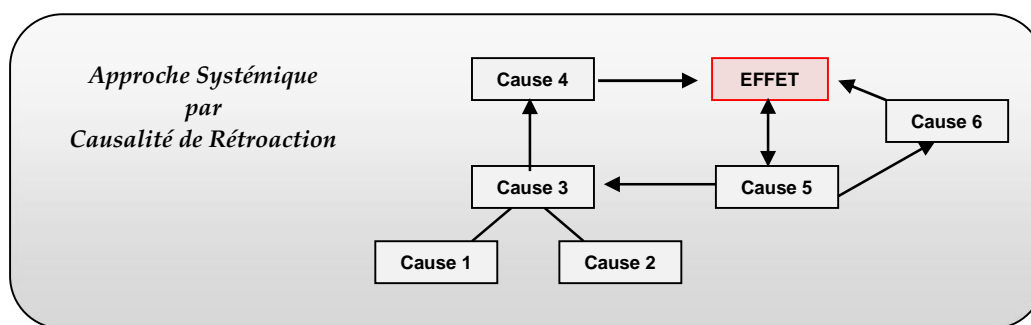 Approche Systémique
par
Causalité de Rétroaction
Cause 4
EFFET
Cause 6
Cause 3
Cause 5
Cause 1
Cause 2